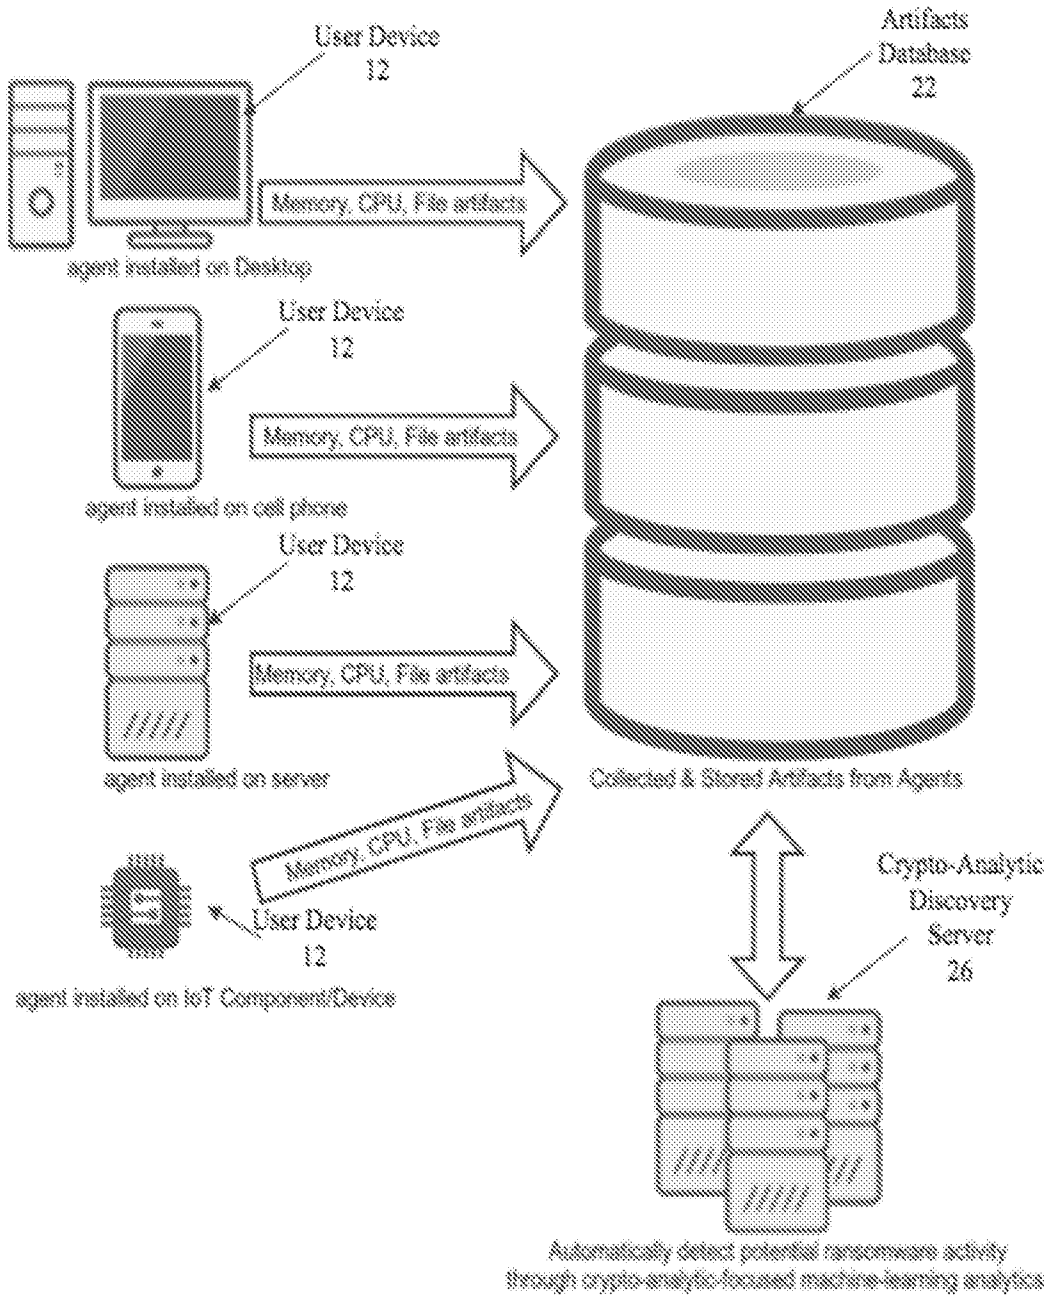 User Device
12
Artifacts
Database
22
Memory, CPU, File artifacts
agent installed on Desktop
User Device
12
Memory, CPU, File artifacts
agent installed on cell phone
User Device
12
Memory, CPU, File artifacts
agent installed on server
Collected & Stored Artifacts from Agents
Memory, CPU, File artifacts
User Device
12
agent installed on IoT Component/Device
Crypto-Analytic
Discovery
Server
26
Automatically detect potential ransomware activity
through crypto-analytic-focused machine-learning analytics